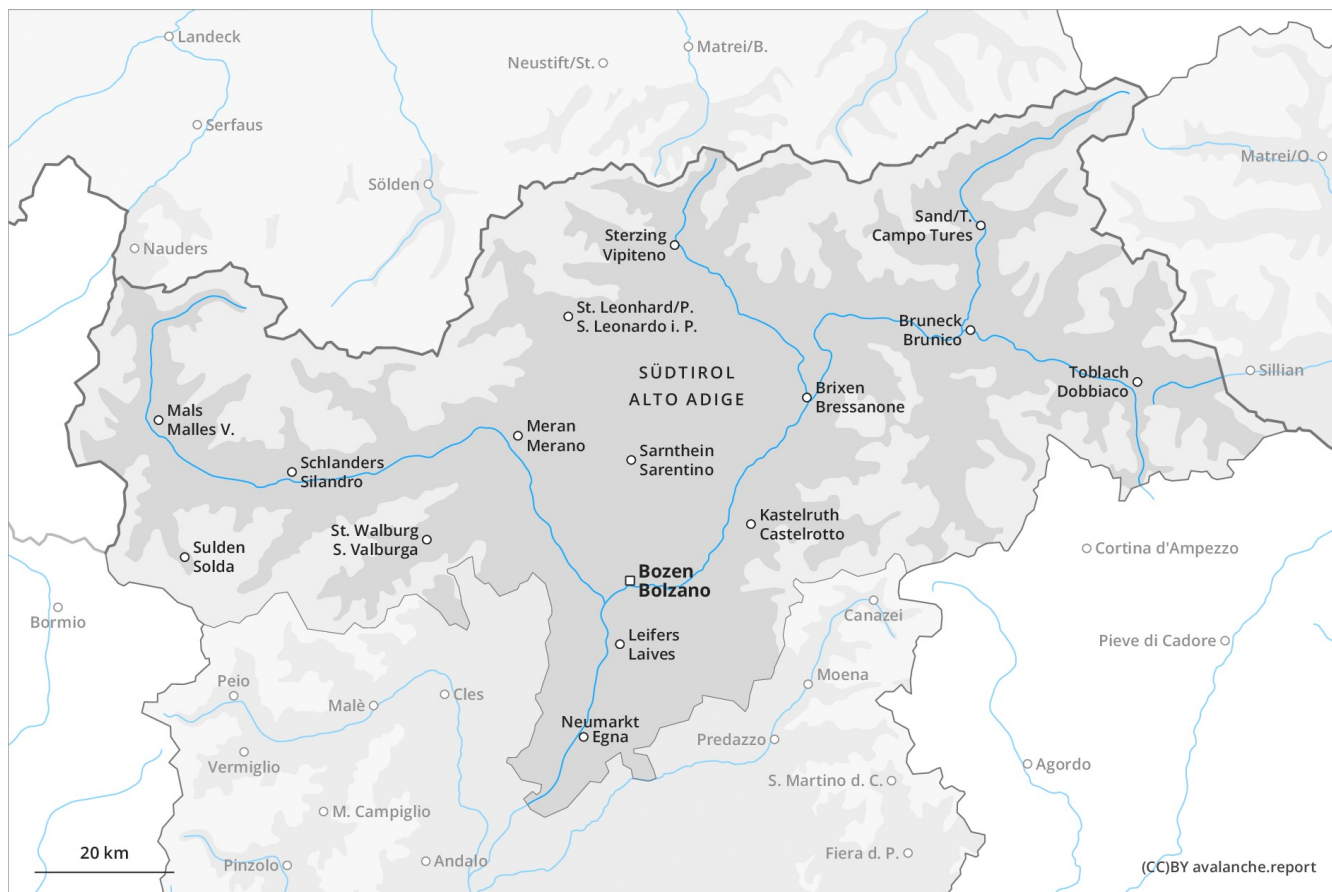 Landeck
Matrei/B.
Neustift/St.
Serfaus
Matrei/O.
Sölden
Sand/T.
Campo Tures
Sterzing
Vipiteno
Nauders
St. Leonhard/P.
S. Leonardo i. P.
Bruneck
Brunico
SÜDTIROL
ALTO ADIGE
Toblach
Dobbiaco
Sillian
Brixen
Bressanone
Mals
Malles V.
Meran
Merano
Sarnthein
Sarentino
Schlanders
Silandro
Kastelruth
Castelrotto
St. Walburg
S. Valburga
Sulden
Solda
Cortina d'Ampezzo
Bozen
Bolzano
Bormio
Canazei
Leifers
Laives
Pieve di Cadore
Moena
Peio
Cles
Malè
Neumarkt
Egna
Predazzo
Vermiglio
Agordo
S. Martino d. C.
M. Campiglio
20 km
Andalo
Pinzolo
Fiera d. P.
(CC)BY avalanche.report